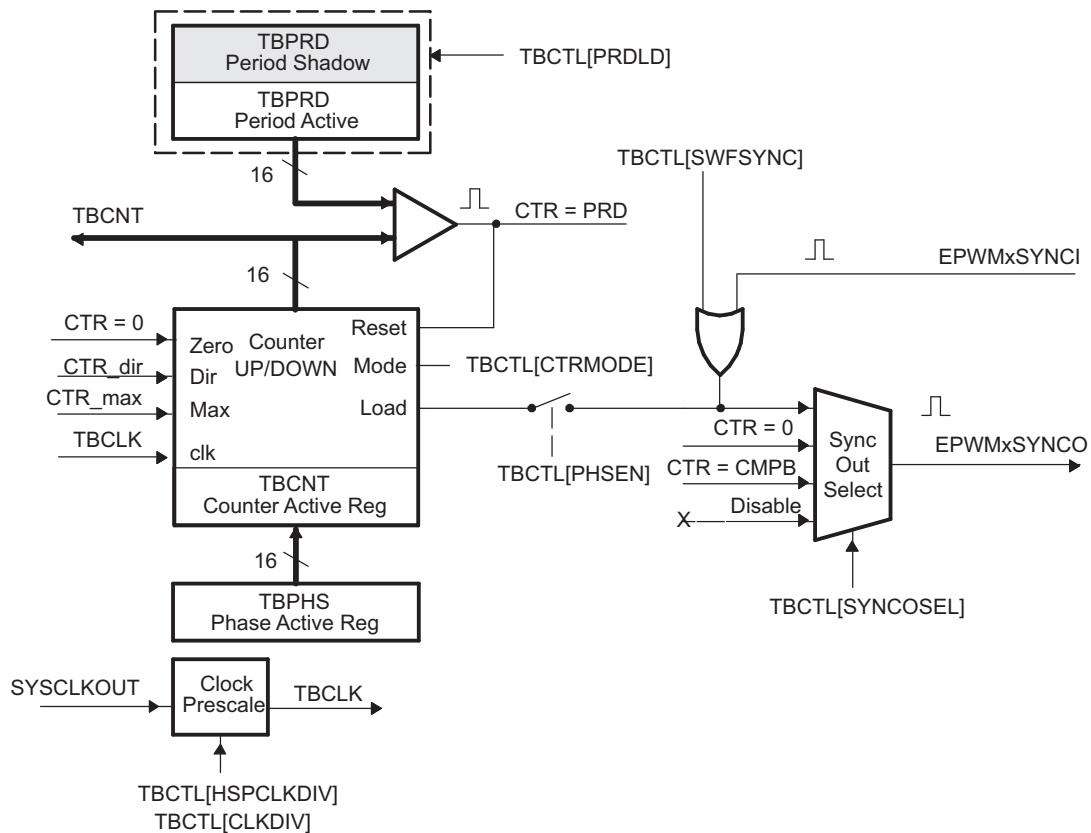 TBPRD
Period Shadow
TBPRD
Period Active
TBCTL[PRDLD]
16
TBCTL[SWFSYNC]
TBCNT
CTR = PRD
16
EPWMxSYNCI
CTR = 0
CTR_dir
CTR_max
TBCLK
Zero
Dir
Max
clk
Counter
UP/DOWN
Reset
Mode
Load
TBCTL[CTRMODE]
TBCNT
Counter Active Reg
TBCTL[PHSEN]
CTR = 0
CTR = CMPB
Disable
X
Sync
Out
Select
EPWMxSYNCO
16
TBPHS
Phase Active Reg
TBCTL[SYNCOSEL]
SYSCLKOUT
Clock
Prescale
TBCLK
TBCTL[HSPCLKDIV]
TBCTL[CLKDIV]